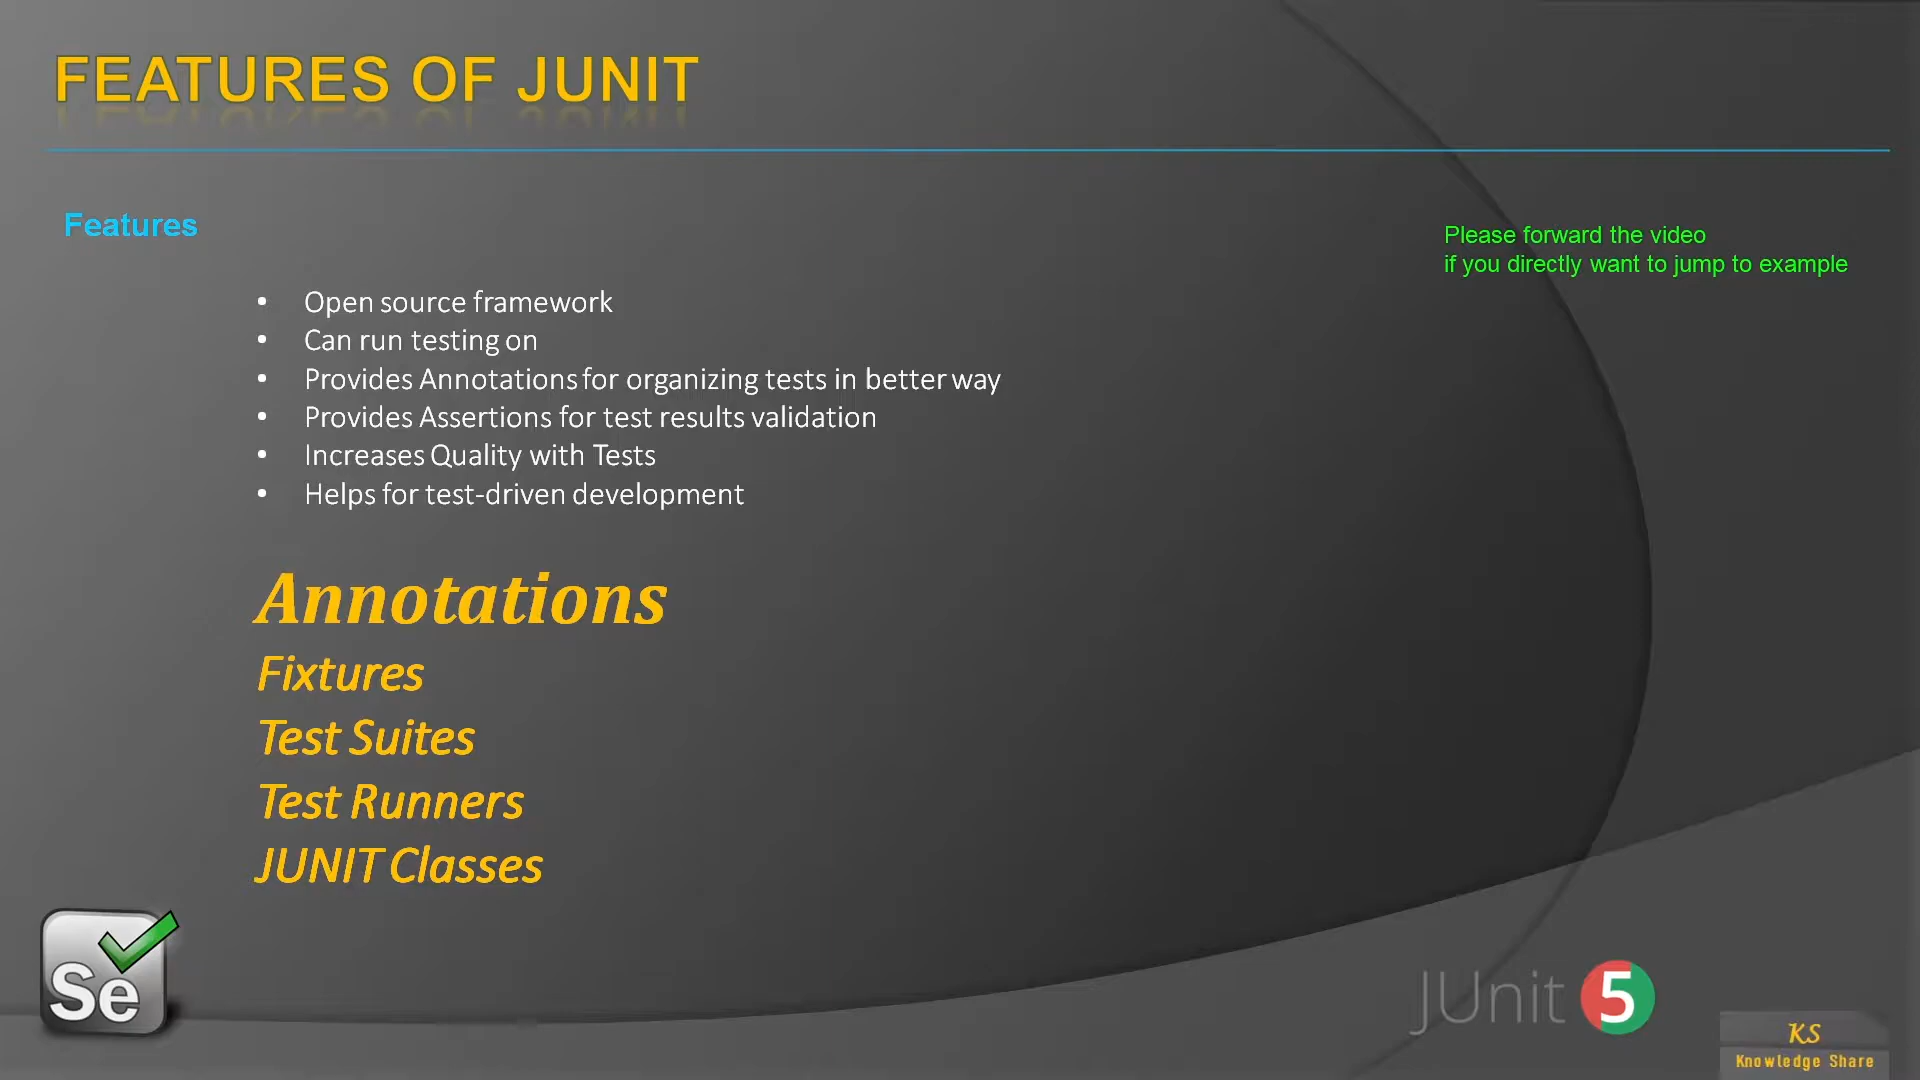 FEATURES OF JUNIT
Features
Please forward the video
if you directly want to jump to example
• Open source framework
• Can run testing on
• Provides Annotations for organizing tests in better way
• Provides Assertions for test results validation
• Increases Quality with Tests
• Helps for test-driven development
Annotations
Fixtures
Test Suites
Test Runners
JUNIT Classes
Se
JUnit 5
KS
Knowledge Share